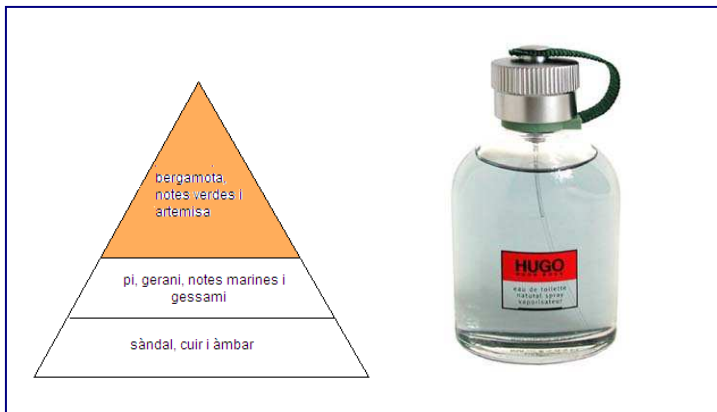 bergamota,
notes verdes i
artemisa
pi, gerani, notes marines i
gessami
sàndal, cuir i àmbar
HUGO
HUGO BOSS
eau de toilette
natural spray
vaporisateur